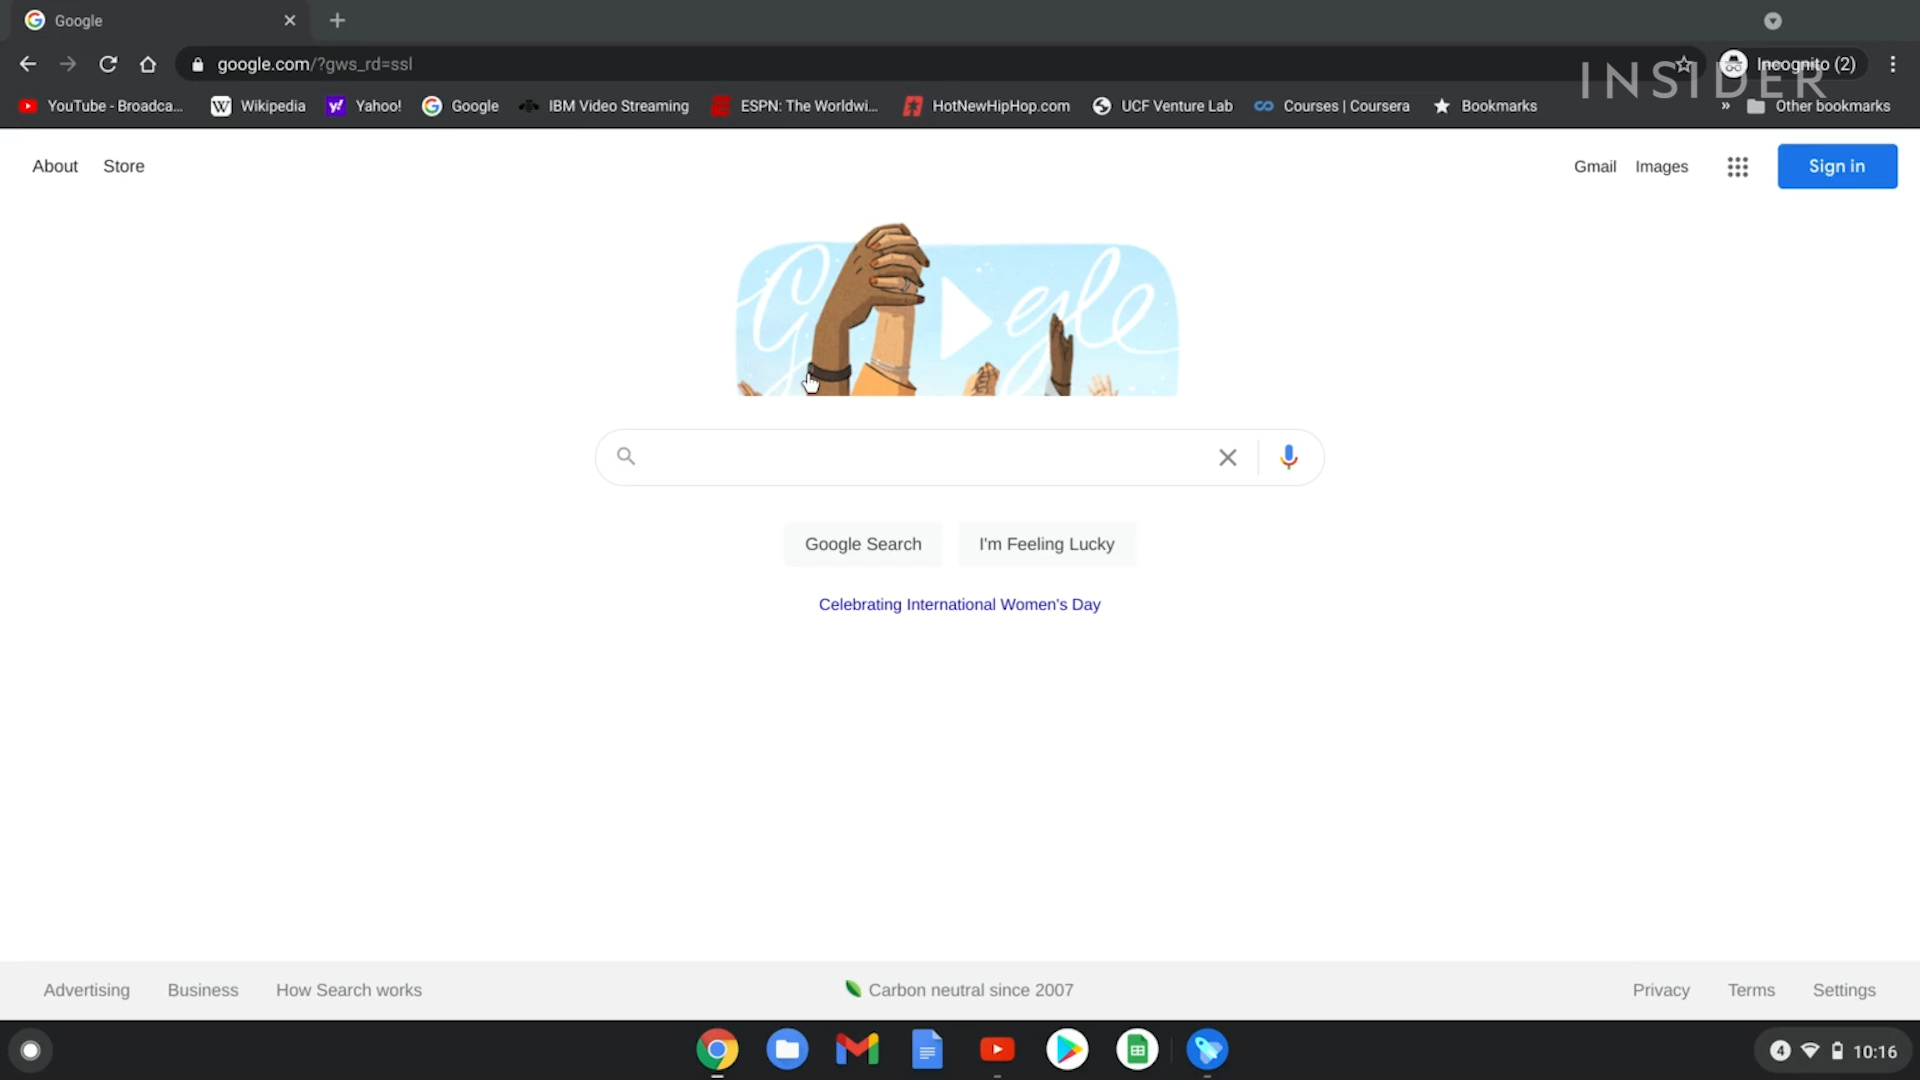 Google
google.com/?gws_rd=ssl
Incognito (2)
INSIDER
YouTube - Broadca...
Wikipedia
Yahoo!
Google
IBM Video Streaming
ESPN: The Worldwi...
HotNewHipHop.com
UCF Venture Lab
Courses | Coursera
Bookmarks
Other bookmarks
About
Store
Gmail
Images
Sign in
Google
Google Search
I'm Feeling Lucky
Celebrating International Women's Day
Advertising
Business
How Search works
Carbon neutral since 2007
Privacy
Terms
Settings
4
10:16